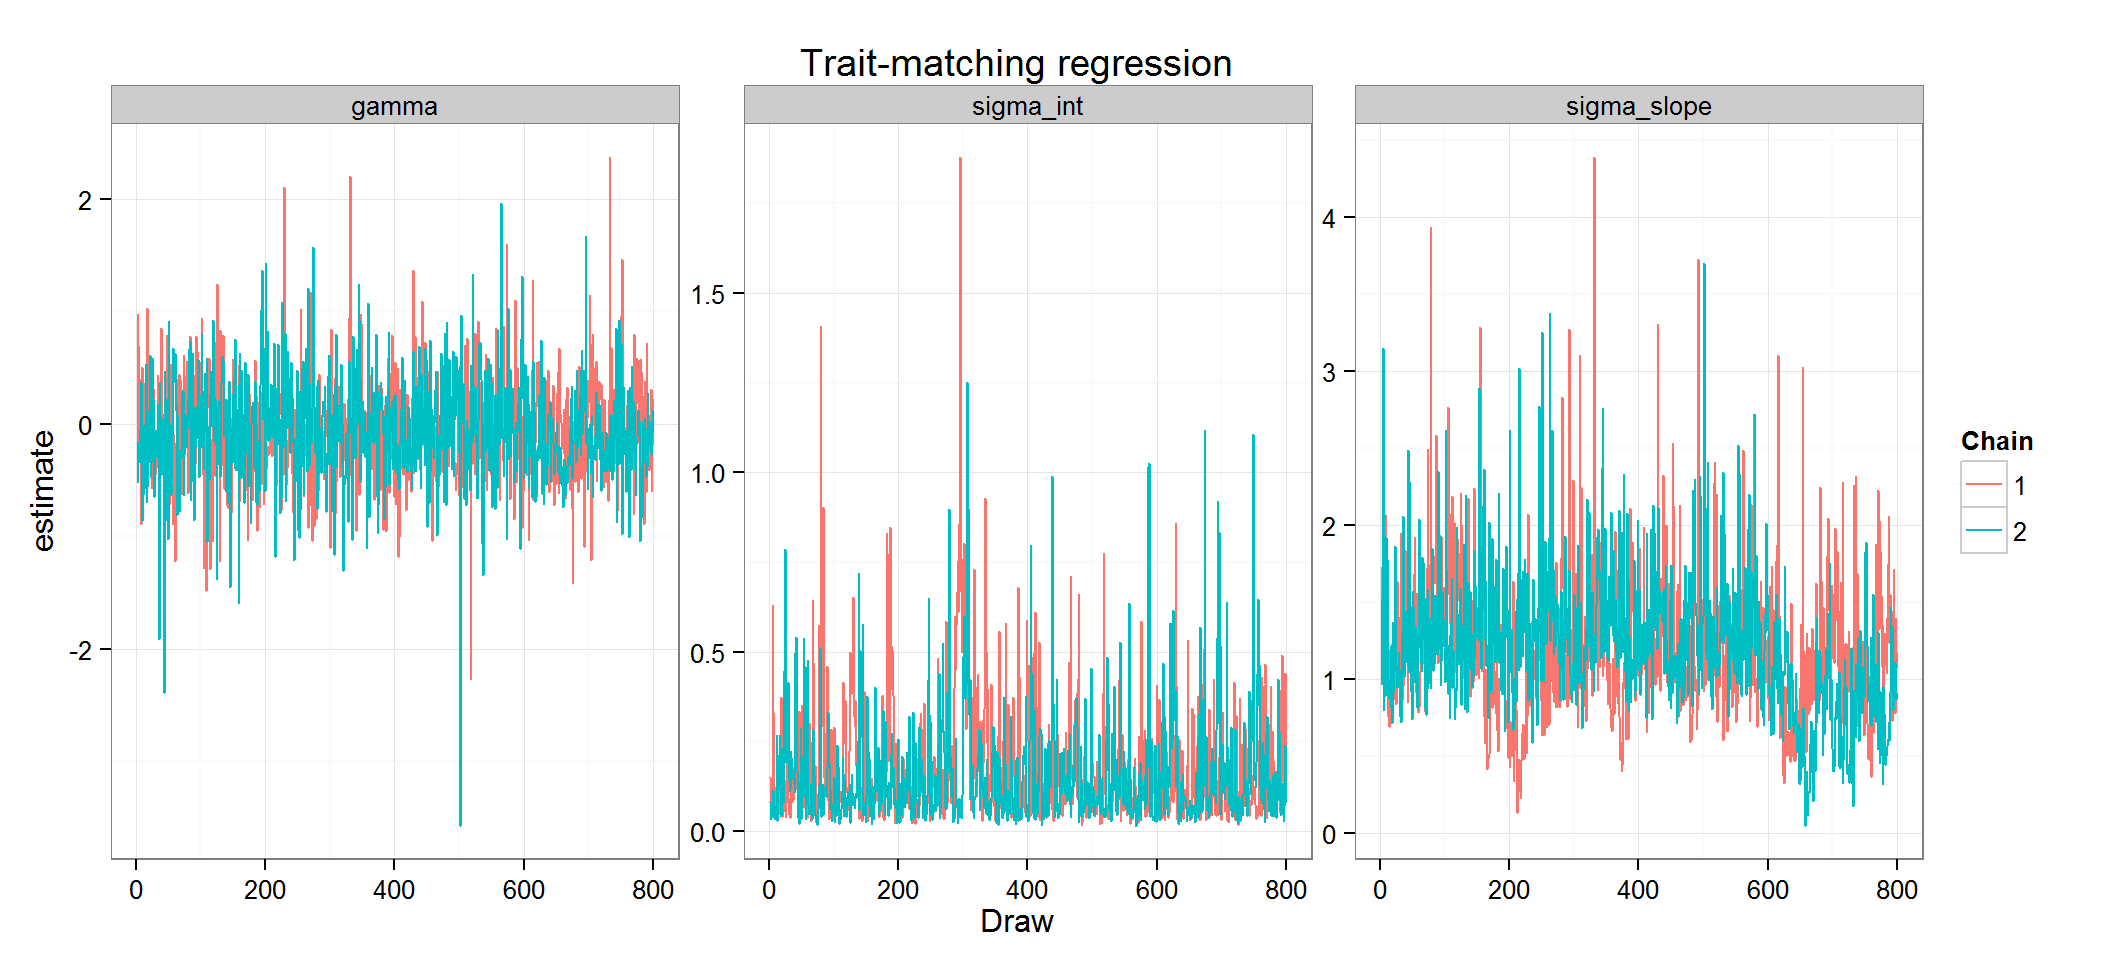 Trait-matching regression
gamma
sigma_int
sigma_slope
estimate
2
0
-2
1.5
1.0
0.5
0.0
4
3
2
1
0
0 200 400 600 800
0 200 400 600 800
0 200 400 600 800
Draw
Chain
1
2